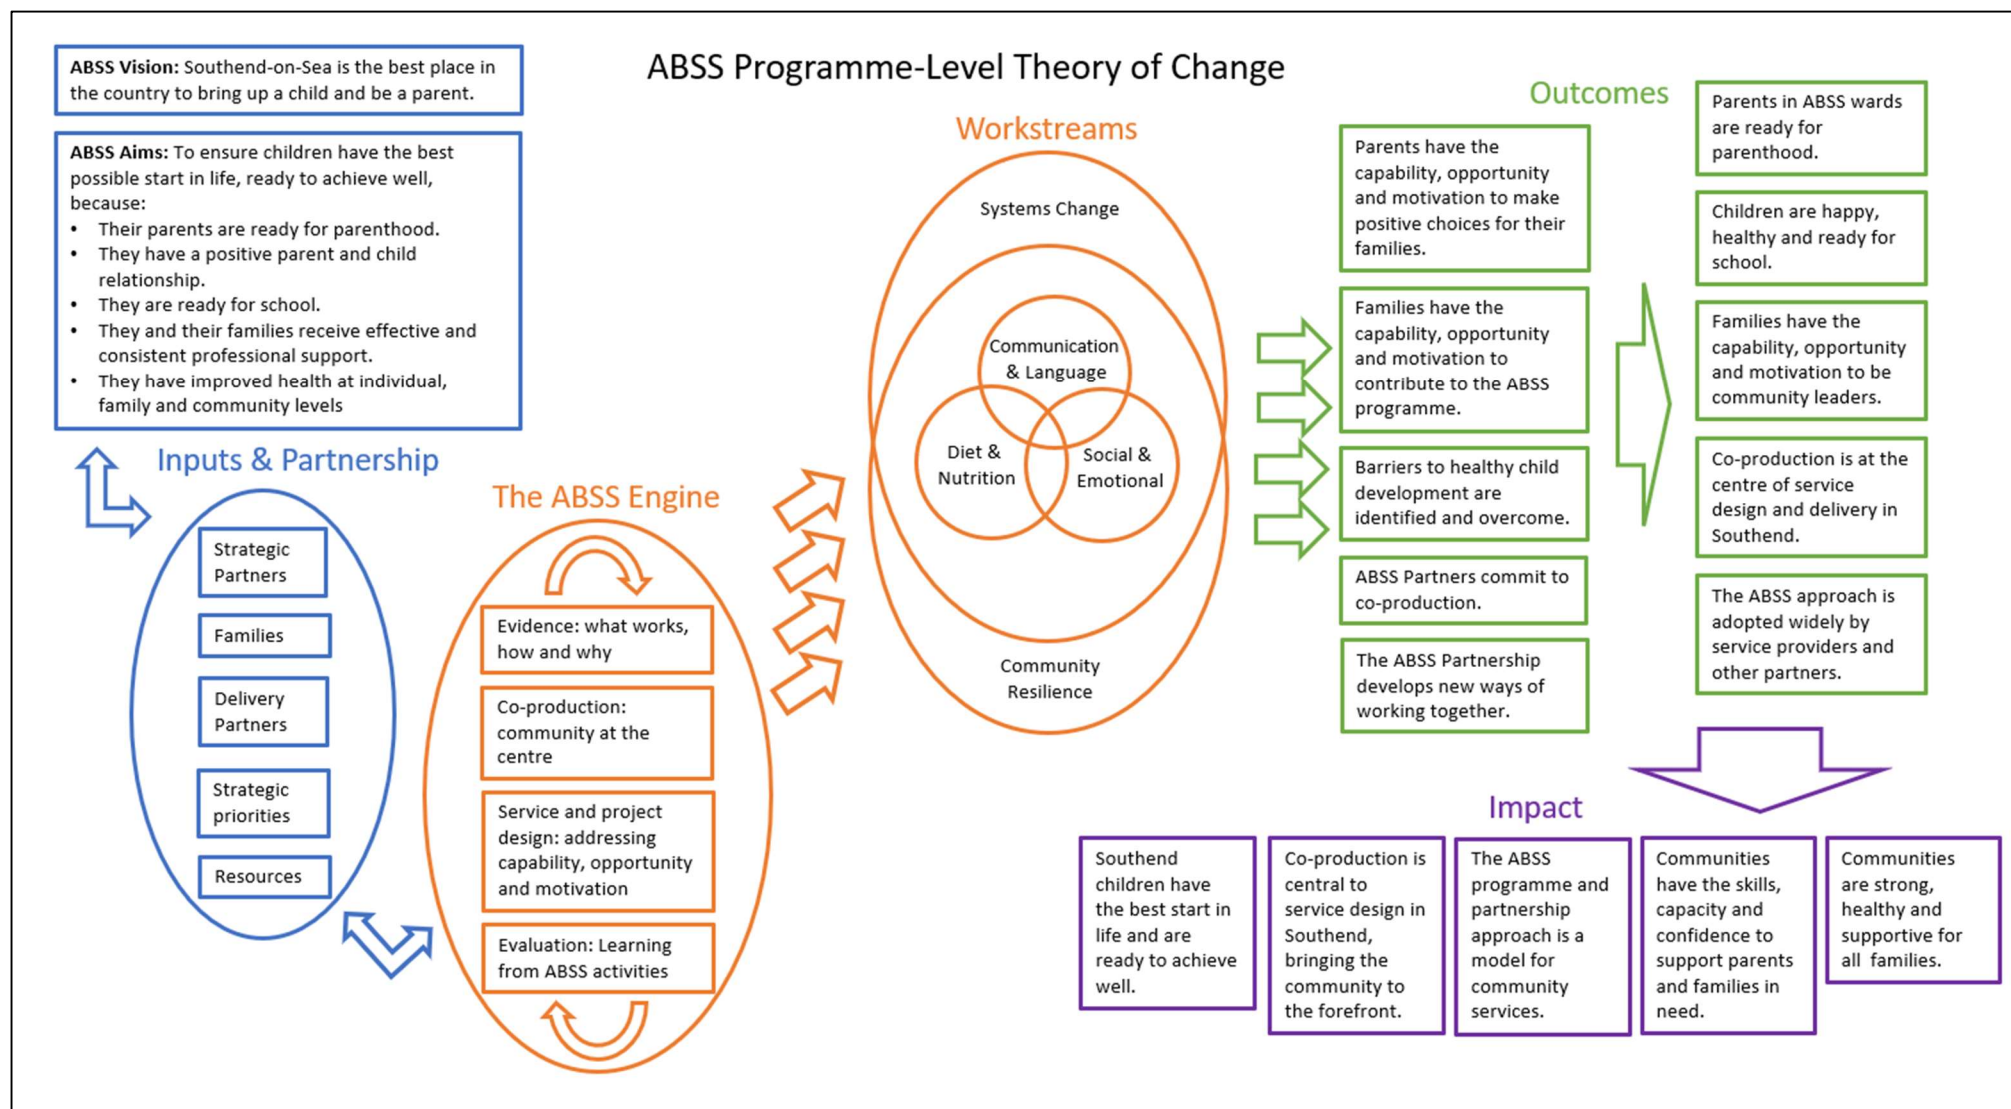 ABSS Programme-Level Theory of Change
ABSS Vision: Southend-on-Sea is the best place in
the country to bring up a child and be a parent.
ABSS Aims: To ensure children have the best
possible start in life, ready to achieve well,
because:
• Their parents are ready for parenthood.
• They have a positive parent and child
relationship.
• They are ready for school.
• They and their families receive effective and
consistent professional support.
• They have improved health at individual,
family and community levels
Inputs & Partnership
Strategic
Partners
Families
Delivery
Partners
Strategic
priorities
Resources
The ABSS Engine
Evidence: what works,
how and why
Co-production:
community at the
centre
Service and project
design: addressing
capability, opportunity
and motivation
Evaluation: Learning
from ABSS activities
Workstreams
Systems Change
Communication
& Language
Diet &
Nutrition
Social &
Emotional
Community
Resilience
Outcomes
Parents have the
capability, opportunity
and motivation to make
positive choices for their
families.
Families have the
capability, opportunity
and motivation to
contribute to the ABSS
programme.
Barriers to healthy child
development are
identified and overcome.
ABSS Partners commit to
co-production.
The ABSS Partnership
develops new ways of
working together.
Parents in ABSS wards
are ready for
parenthood.
Children are happy,
healthy and ready for
school.
Families have the
capability, opportunity
and motivation to be
community leaders.
Co-production is at the
centre of service
design and delivery in
Southend.
The ABSS approach is
adopted widely by
service providers and
other partners.
Impact
Southend
children have
the best start in
life and are
ready to achieve
well.
Co-production is
central to
service design in
Southend,
bringing the
community to
the forefront.
The ABSS
programme and
partnership
approach is a
model for
community
services.
Communities
have the skills,
capacity and
confidence to
support parents
and families in
need.
Communities
are strong,
healthy and
supportive for
all families.